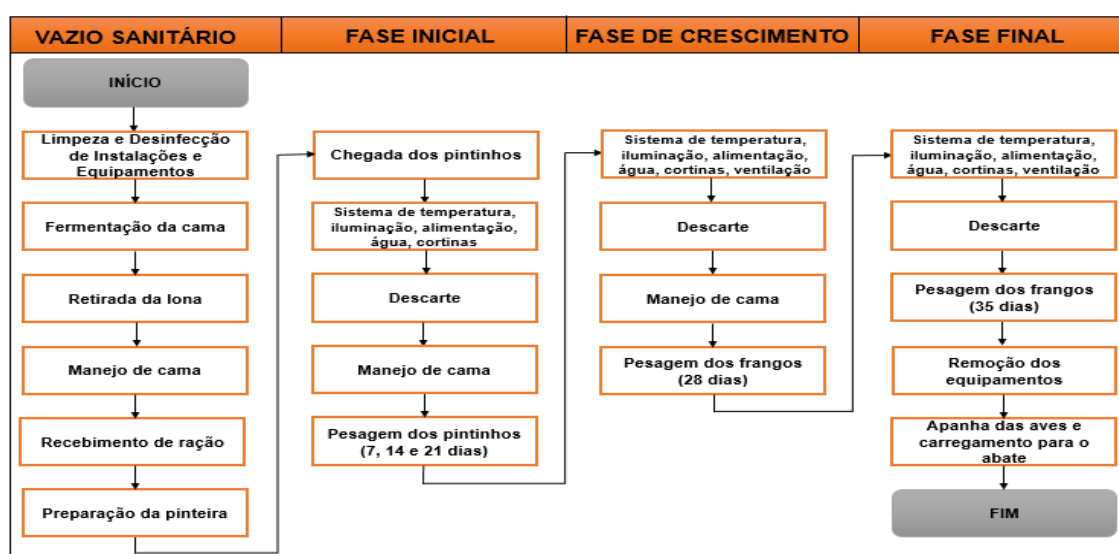 VAZIO SANITÁRIO
FASE INICIAL
FASE DE CRESCIMENTO
FASE FINAL
INÍCIO
Limpeza e Desinfecção
de Instalações e
Equipamentos
Fermentação da cama
Retirada da lona
Manejo de cama
Recebimento de ração
Preparação da pinteira
Chegada dos pintinhos
Sistema de temperatura,
iluminação, alimentação,
água, cortinas
Descarte
Manejo de cama
Pesagem dos pintinhos
(7, 14 e 21 dias)
Sistema de temperatura,
iluminação, alimentação,
água, cortinas, ventilação
Descarte
Manejo de cama
Pesagem dos frangos
(28 dias)
Sistema de temperatura,
iluminação, alimentação,
água, cortinas, ventilação
Descarte
Pesagem dos frangos
(35 dias)
Remoção dos
equipamentos
Apanha das aves e
carregamento para o
abate
FIM